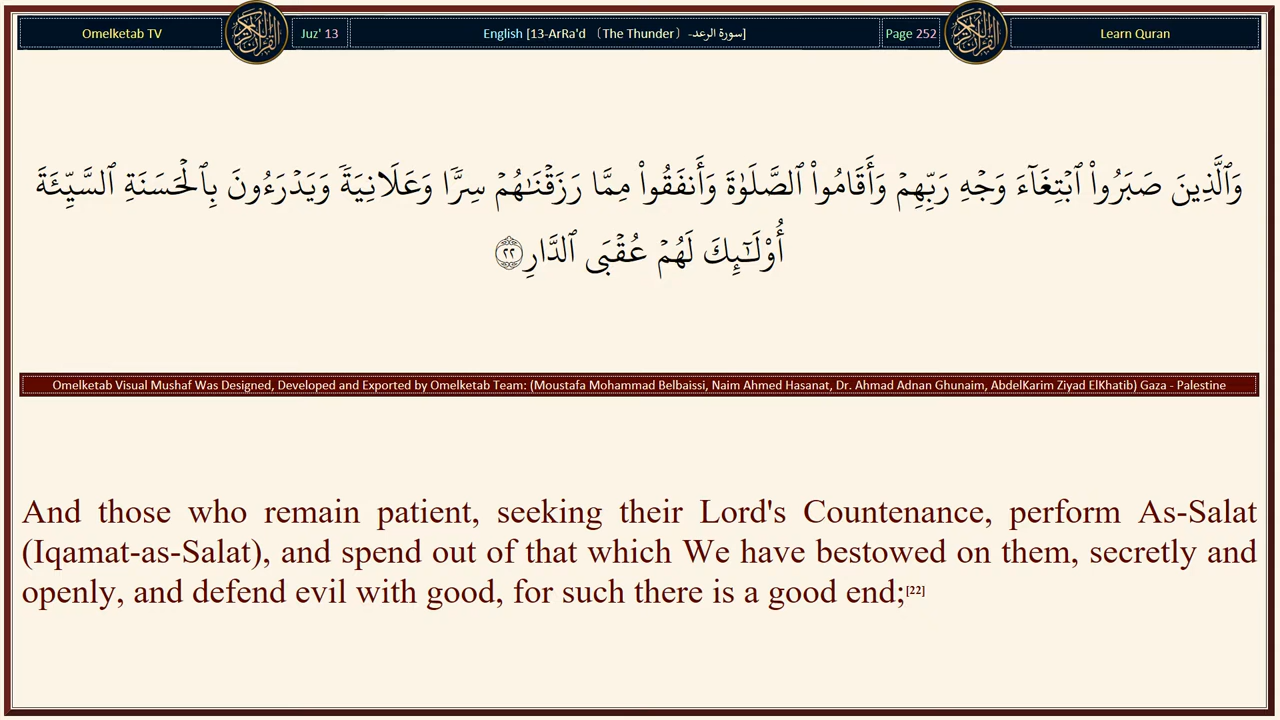 Omelketab TV
Juz' 13
English [13-ArRa'd （The Thunder）-سورة الرعد]
Page 252
Learn Quran
وَٱلَّذِينَ صَبَرُوا۟ ٱبْتِغَآءَ وَجْهِ رَبِّهِمْ وَأَقَامُوا۟ ٱلصَّلَوٰةَ وَأَنفَقُوا۟ مِمَّا رَزَقْنَٰهُمْ سِرًّا وَعَلَانِيَةً وَيَدْرَءُونَ بِٱلْحَسَنَةِ ٱلسَّيِّئَةَ
أُو۟لَٰٓئِكَ لَهُمْ عُقْبَى ٱلدَّارِ ٢٢
Omelketab Visual Mushaf Was Designed, Developed and Exported by Omelketab Team: (Moustafa Mohammad Belbaissi, Naim Ahmed Hasanat, Dr. Ahmad Adnan Ghunaim, AbdelKarim Ziyad ElKhatib) Gaza - Palestine
And those who remain patient, seeking their Lord's Countenance, perform As-Salat
(Iqamat-as-Salat), and spend out of that which We have bestowed on them, secretly and
openly, and defend evil with good, for such there is a good end;[22]